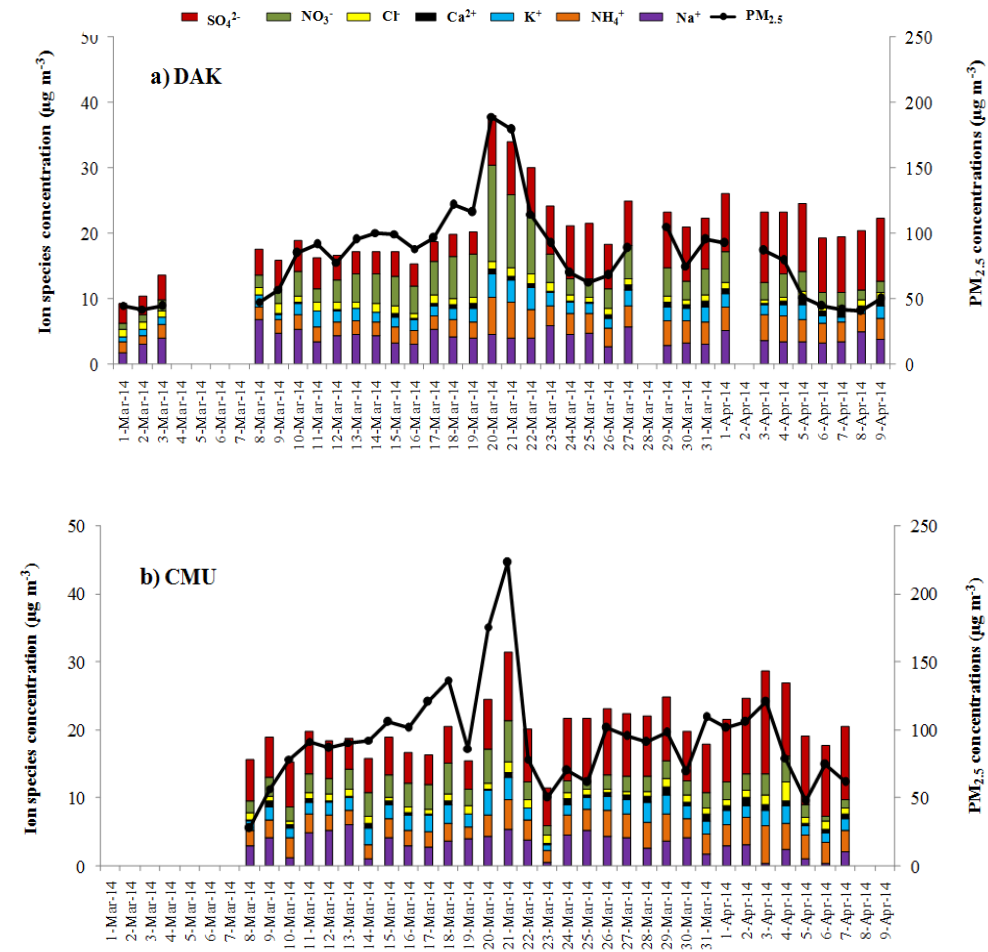 SO₄²⁻ NO₃⁻ Cl⁻ Ca²⁺ K⁺ NH₄⁺ Na⁺ PM₂.₅
a) DAK
Ion species concentration (µg m⁻³)
50
40
30
20
10
0
PM₂.₅ concentrations (µg m⁻³)
250
200
150
100
50
0
1-Mar-14
2-Mar-14
3-Mar-14
4-Mar-14
5-Mar-14
6-Mar-14
7-Mar-14
8-Mar-14
9-Mar-14
10-Mar-14
11-Mar-14
12-Mar-14
13-Mar-14
14-Mar-14
15-Mar-14
16-Mar-14
17-Mar-14
18-Mar-14
19-Mar-14
20-Mar-14
21-Mar-14
22-Mar-14
23-Mar-14
24-Mar-14
25-Mar-14
26-Mar-14
27-Mar-14
28-Mar-14
29-Mar-14
30-Mar-14
31-Mar-14
1-Apr-14
2-Apr-14
3-Apr-14
4-Apr-14
5-Apr-14
6-Apr-14
7-Apr-14
8-Apr-14
9-Apr-14
b) CMU
Ion species concentration (µg m⁻³)
50
40
30
20
10
0
PM₂.₅ concentrations (µg m⁻³)
250
200
150
100
50
0
1-Mar-14
2-Mar-14
3-Mar-14
4-Mar-14
5-Mar-14
6-Mar-14
7-Mar-14
8-Mar-14
9-Mar-14
10-Mar-14
11-Mar-14
12-Mar-14
13-Mar-14
14-Mar-14
15-Mar-14
16-Mar-14
17-Mar-14
18-Mar-14
19-Mar-14
20-Mar-14
21-Mar-14
22-Mar-14
23-Mar-14
24-Mar-14
25-Mar-14
26-Mar-14
27-Mar-14
28-Mar-14
29-Mar-14
30-Mar-14
31-Mar-14
1-Apr-14
2-Apr-14
3-Apr-14
4-Apr-14
5-Apr-14
6-Apr-14
7-Apr-14
8-Apr-14
9-Apr-14